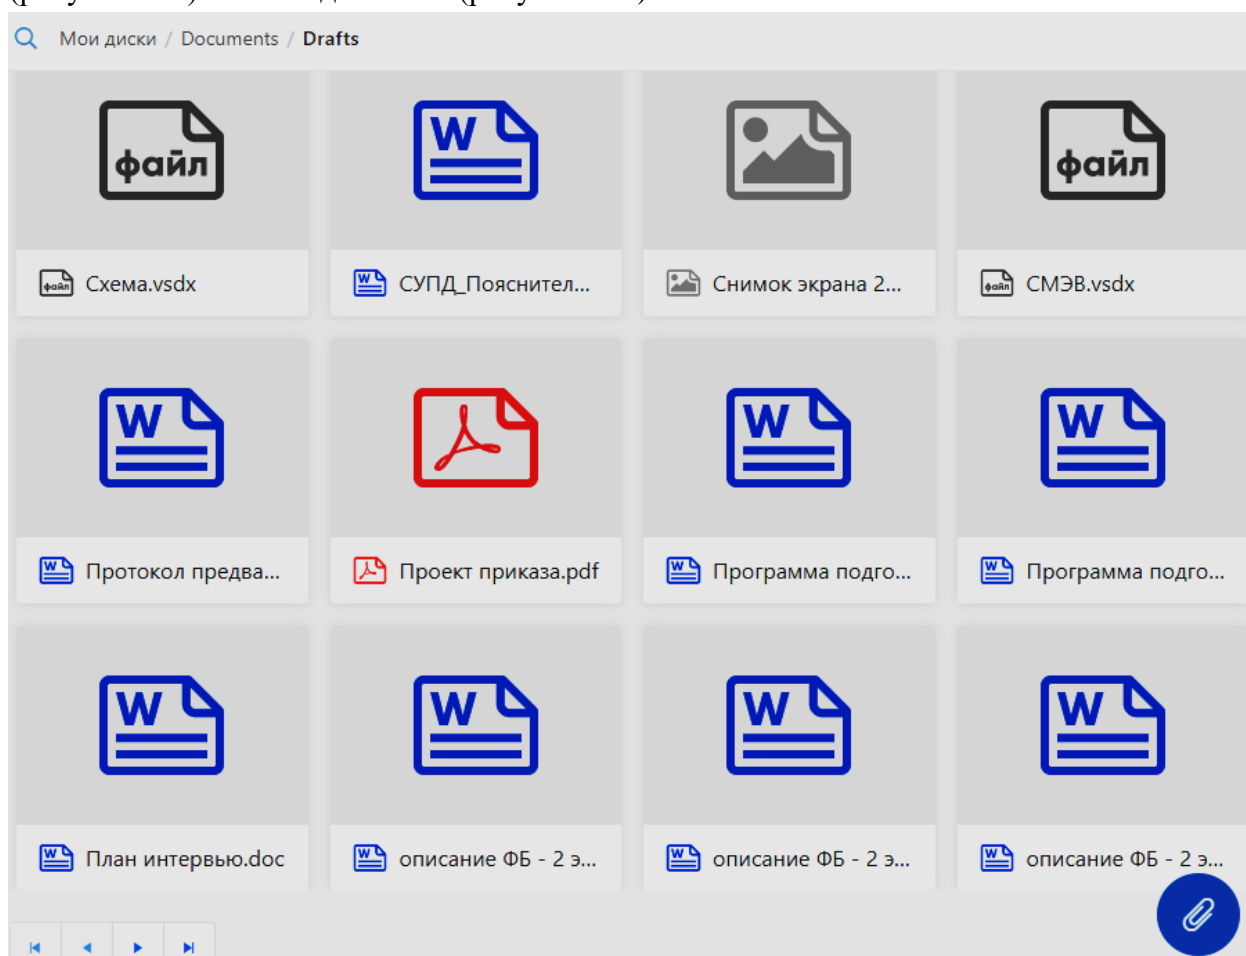 Мои диски / Documents / Drafts
файл W файл
Схема.vsdx СУПД_Пояснител... Снимок экрана 2... СМЭВ.vsdx
W W W
Протокол предва... Проект приказа.pdf Программа подго... Программа подго...
W W W W
План интервью.doc описание ФБ - 2 э... описание ФБ - 2 э... описание ФБ - 2 э...